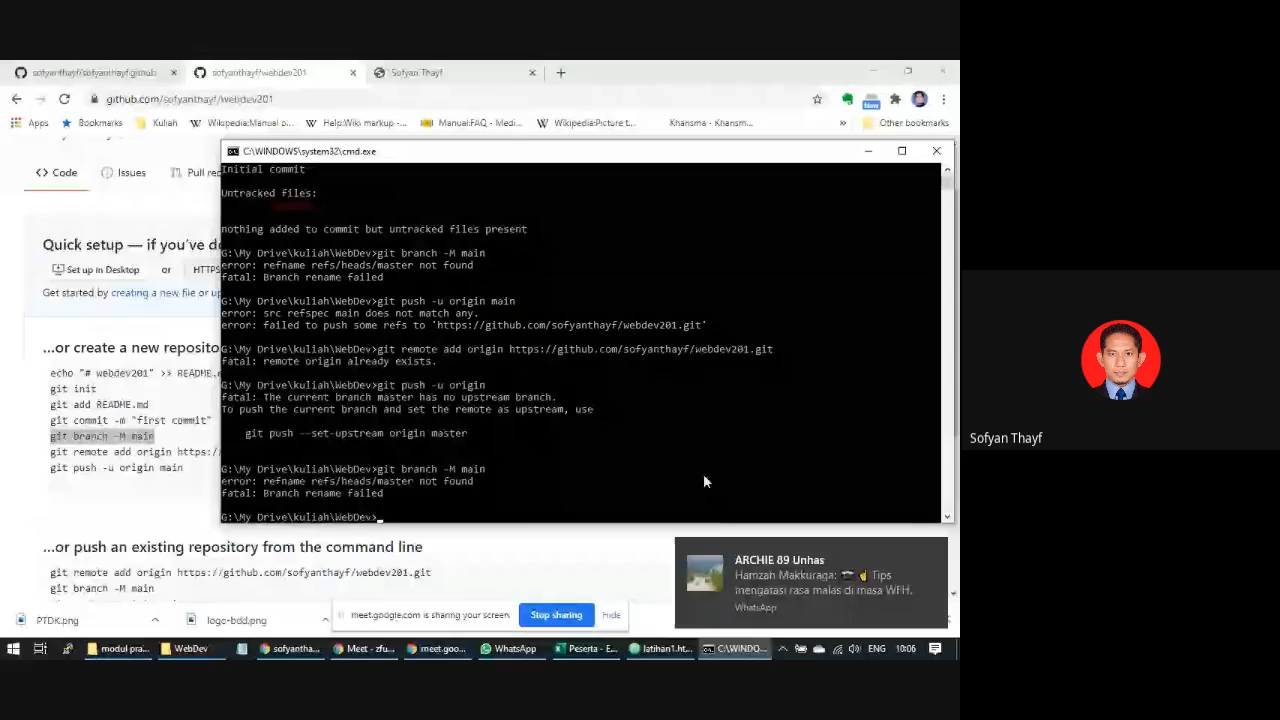 sofyanthayf/sofyanthayf.github
sofyanthayf/webdev201
Sofyan Thayf
github.com/sofyanthayf/webdev201
Apps
Bookmarks
Kuliah
Wikipedia:Manual o...
Help:Wiki markup -...
Manual:FAQ - Medi...
Wikipedia:Picture t...
Kharisma - Kharism...
»
Other bookmarks
New
C:\WINDOWS\system32\cmd.exe
<> Code
Issues
Pull rec
Initial commit
Untracked files:
nothing added to commit but untracked files present
G:\My Drive\kuliah\WebDev>git branch -M main
error: refname refs/heads/master not found
fatal: Branch rename failed
G:\My Drive\kuliah\WebDev>git push -u origin main
error: src refspec main does not match any.
error: failed to push some refs to 'https://github.com/sofyanthayf/webdev201.git'
G:\My Drive\kuliah\WebDev>git remote add origin https://github.com/sofyanthayf/webdev201.git
fatal: remote origin already exists.
G:\My Drive\kuliah\WebDev>git push -u origin
fatal: The current branch master has no upstream branch.
To push the current branch and set the remote as upstream, use
git push --set-upstream origin master
G:\My Drive\kuliah\WebDev>git branch -M main
error: refname refs/heads/master not found
fatal: Branch rename failed
G:\My Drive\kuliah\WebDev>
Quick setup — if you've do
Set up in Desktop or HTTPS
Get started by creating a new file or up
...or create a new reposito
echo "# webdev201" >> README.m
git init
git add README.md
git commit -m "first commit"
git branch -M main
git remote add origin https:/
git push -u origin main
...or push an existing repository from the command line
git remote add origin https://github.com/sofyanthayf/webdev201.git
git branch -M main
ARCHIE 89 Unhas
Hamzah Makkuraga: Tips
mengatasi rasa malas di masa WFH.
WhatsApp
PTDK.png
logo-bdd.png
meet.google.com is sharing your screen.
Stop sharing
Hide
modul pra...
WebDev
sofyantha...
Meet - zfu...
meet.goo...
WhatsApp
Peserta - E...
latihan1.ht...
C:\WINDO...
ENG
10:06
Sofyan Thayf